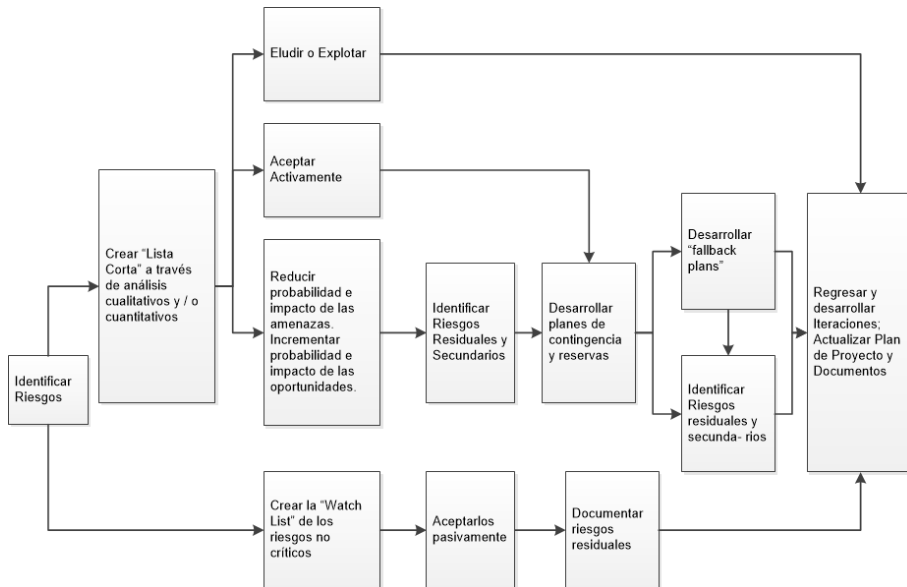 Eludir o Explotar
Aceptar
Activamente
Crear “Lista
Corta” a través
de análisis
cualitativos y / o
cuantitativos
Reducir
probabilidad e
impacto de las
amenazas.
Incrementar
probabilidad e
impacto de las
oportunidades.
Identificar
Riesgos
Residuales y
Secundarios
Desarrollar
planes de
contingencia
y reservas
Desarrollar
“fallback
plans”
Identificar
Riesgos
residuales y
secunda- rios
Regresar y
desarrollar
Iteraciones;
Actualizar Plan
de Proyecto y
Documentos
Identificar
Riesgos
Crear la “Watch
List” de los
riesgos no
críticos
Aceptarlos
pasivamente
Documentar
riesgos
residuales